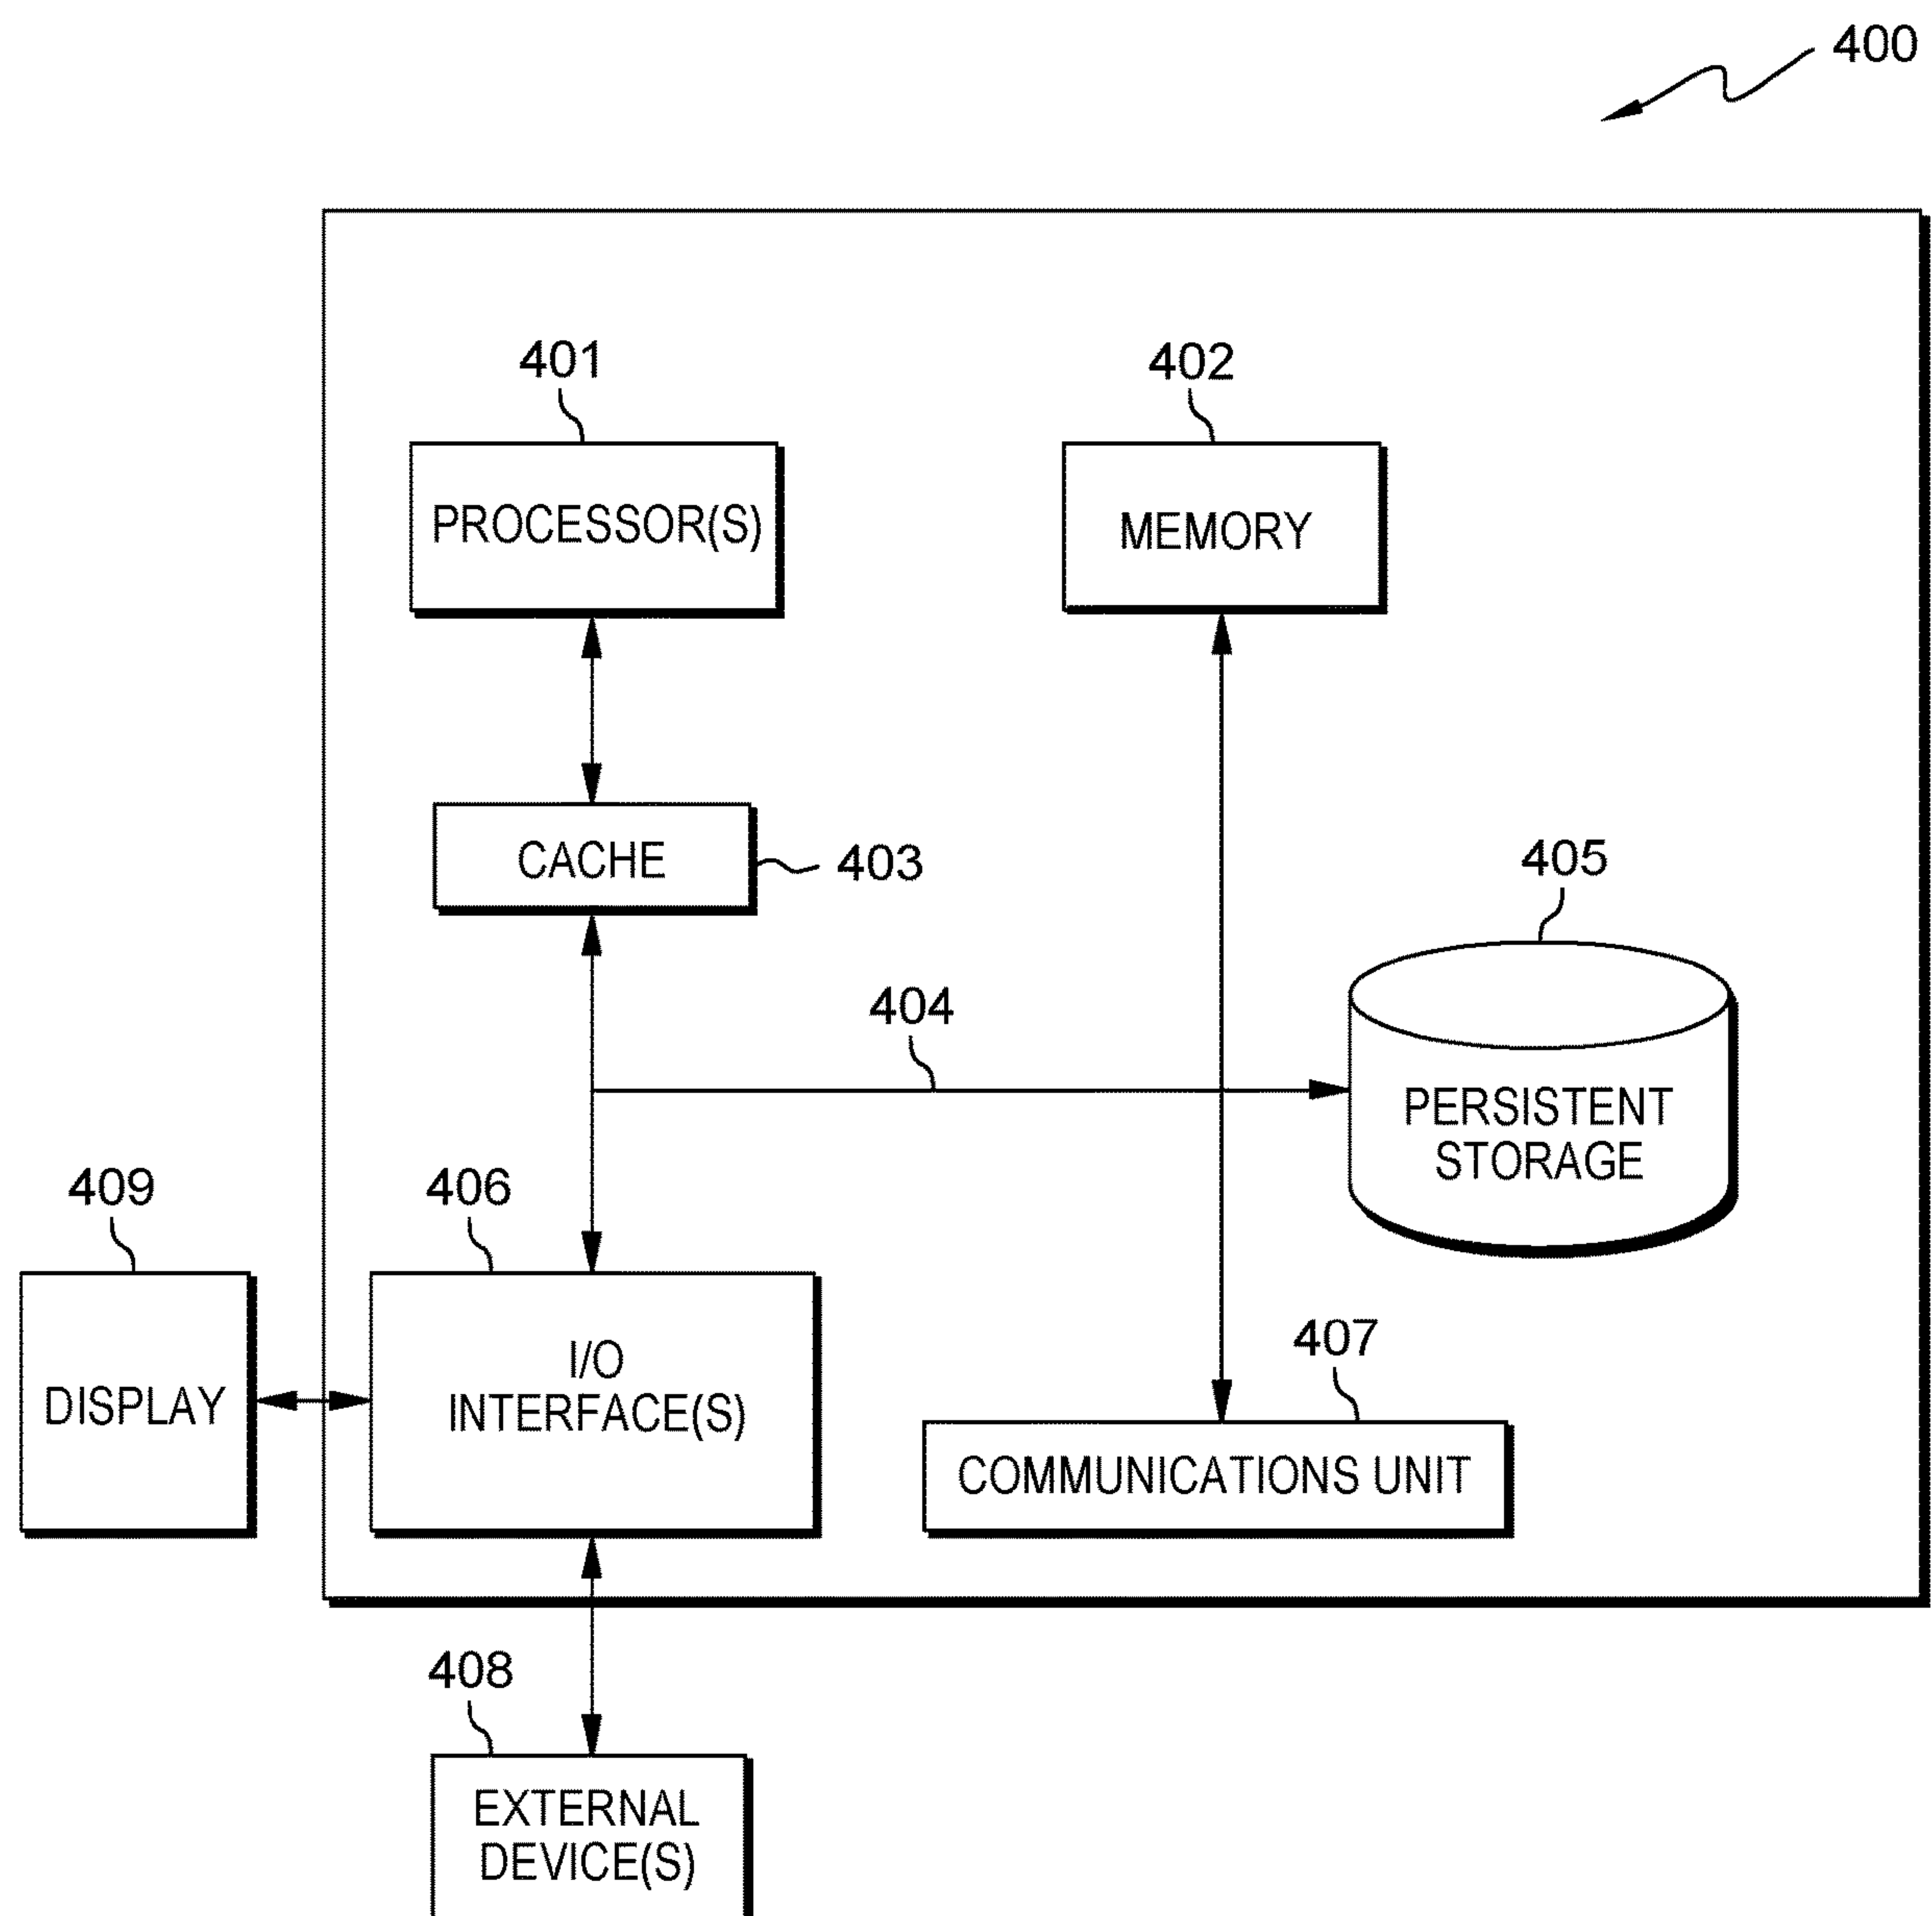 400
401
402
PROCESSOR(S)
MEMORY
CACHE
403
405
404
PERSISTENT
STORAGE
409
406
407
I/O
INTERFACE(S)
DISPLAY
COMMUNICATIONS UNIT
408
EXTERNAL
DEVICE(S)